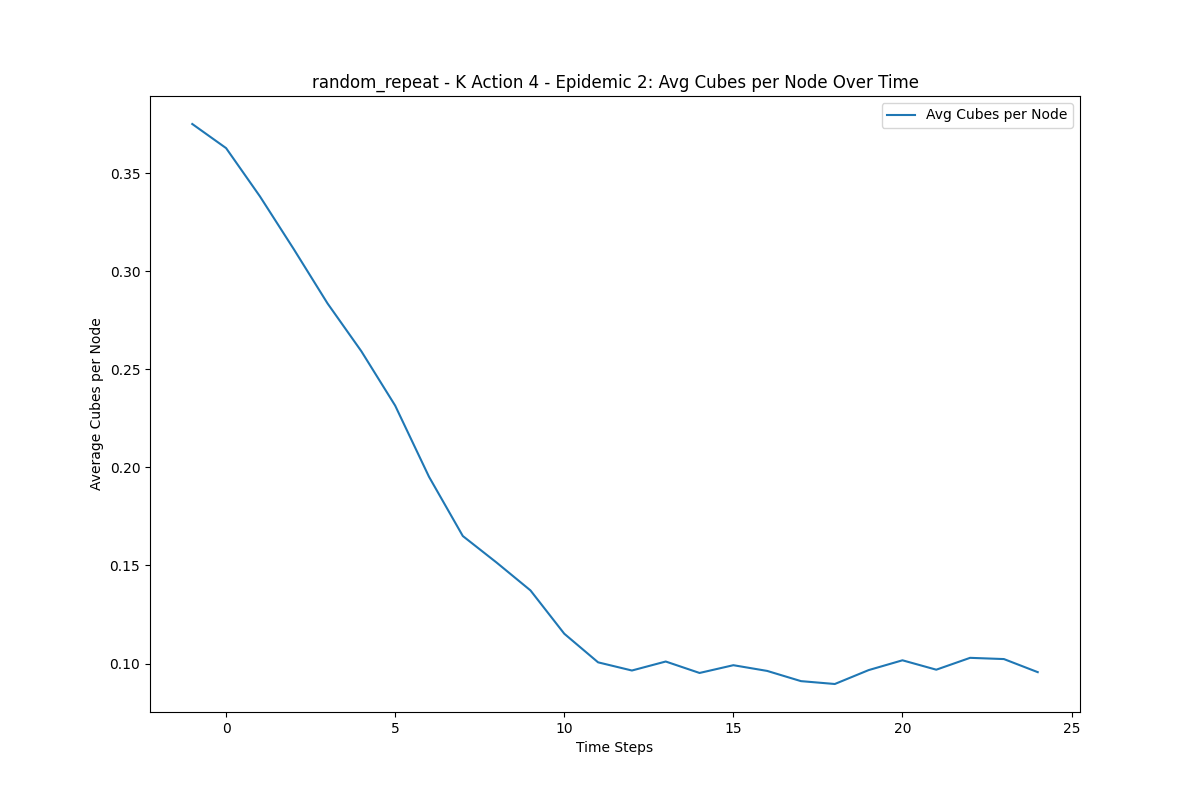 random_repeat - K Action 4 - Epidemic 2: Avg Cubes per Node Over Time
Avg Cubes per Node
Average Cubes per Node
0.35
0.30
0.25
0.20
0.15
0.10
0 5 10 15 20 25
Time Steps